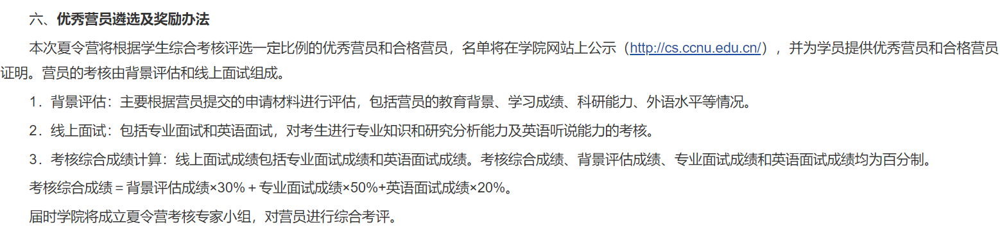 六、优秀营员遴选及奖励办法
本次夏令营将根据学生综合考核评选一定比例的优秀营员和合格营员，名单将在学院网站上公示（http://cs.ccnu.edu.cn/），并为学员提供优秀营员和合格营员
证明。营员的考核由背景评估和线上面试组成。
1．背景评估：主要根据营员提交的申请材料进行评估，包括营员的教育背景、学习成绩、科研能力、外语水平等情况。
2．线上面试：包括专业面试和英语面试，对考生进行专业知识和研究分析能力及英语听说能力的考核。
3．考核综合成绩计算：线上面试成绩包括专业面试成绩和英语面试成绩。考核综合成绩、背景评估成绩、专业面试成绩和英语面试成绩均为百分制。
考核综合成绩＝背景评估成绩×30%＋专业面试成绩×50%+英语面试成绩×20%。
届时学院将成立夏令营考核专家小组，对营员进行综合考评。